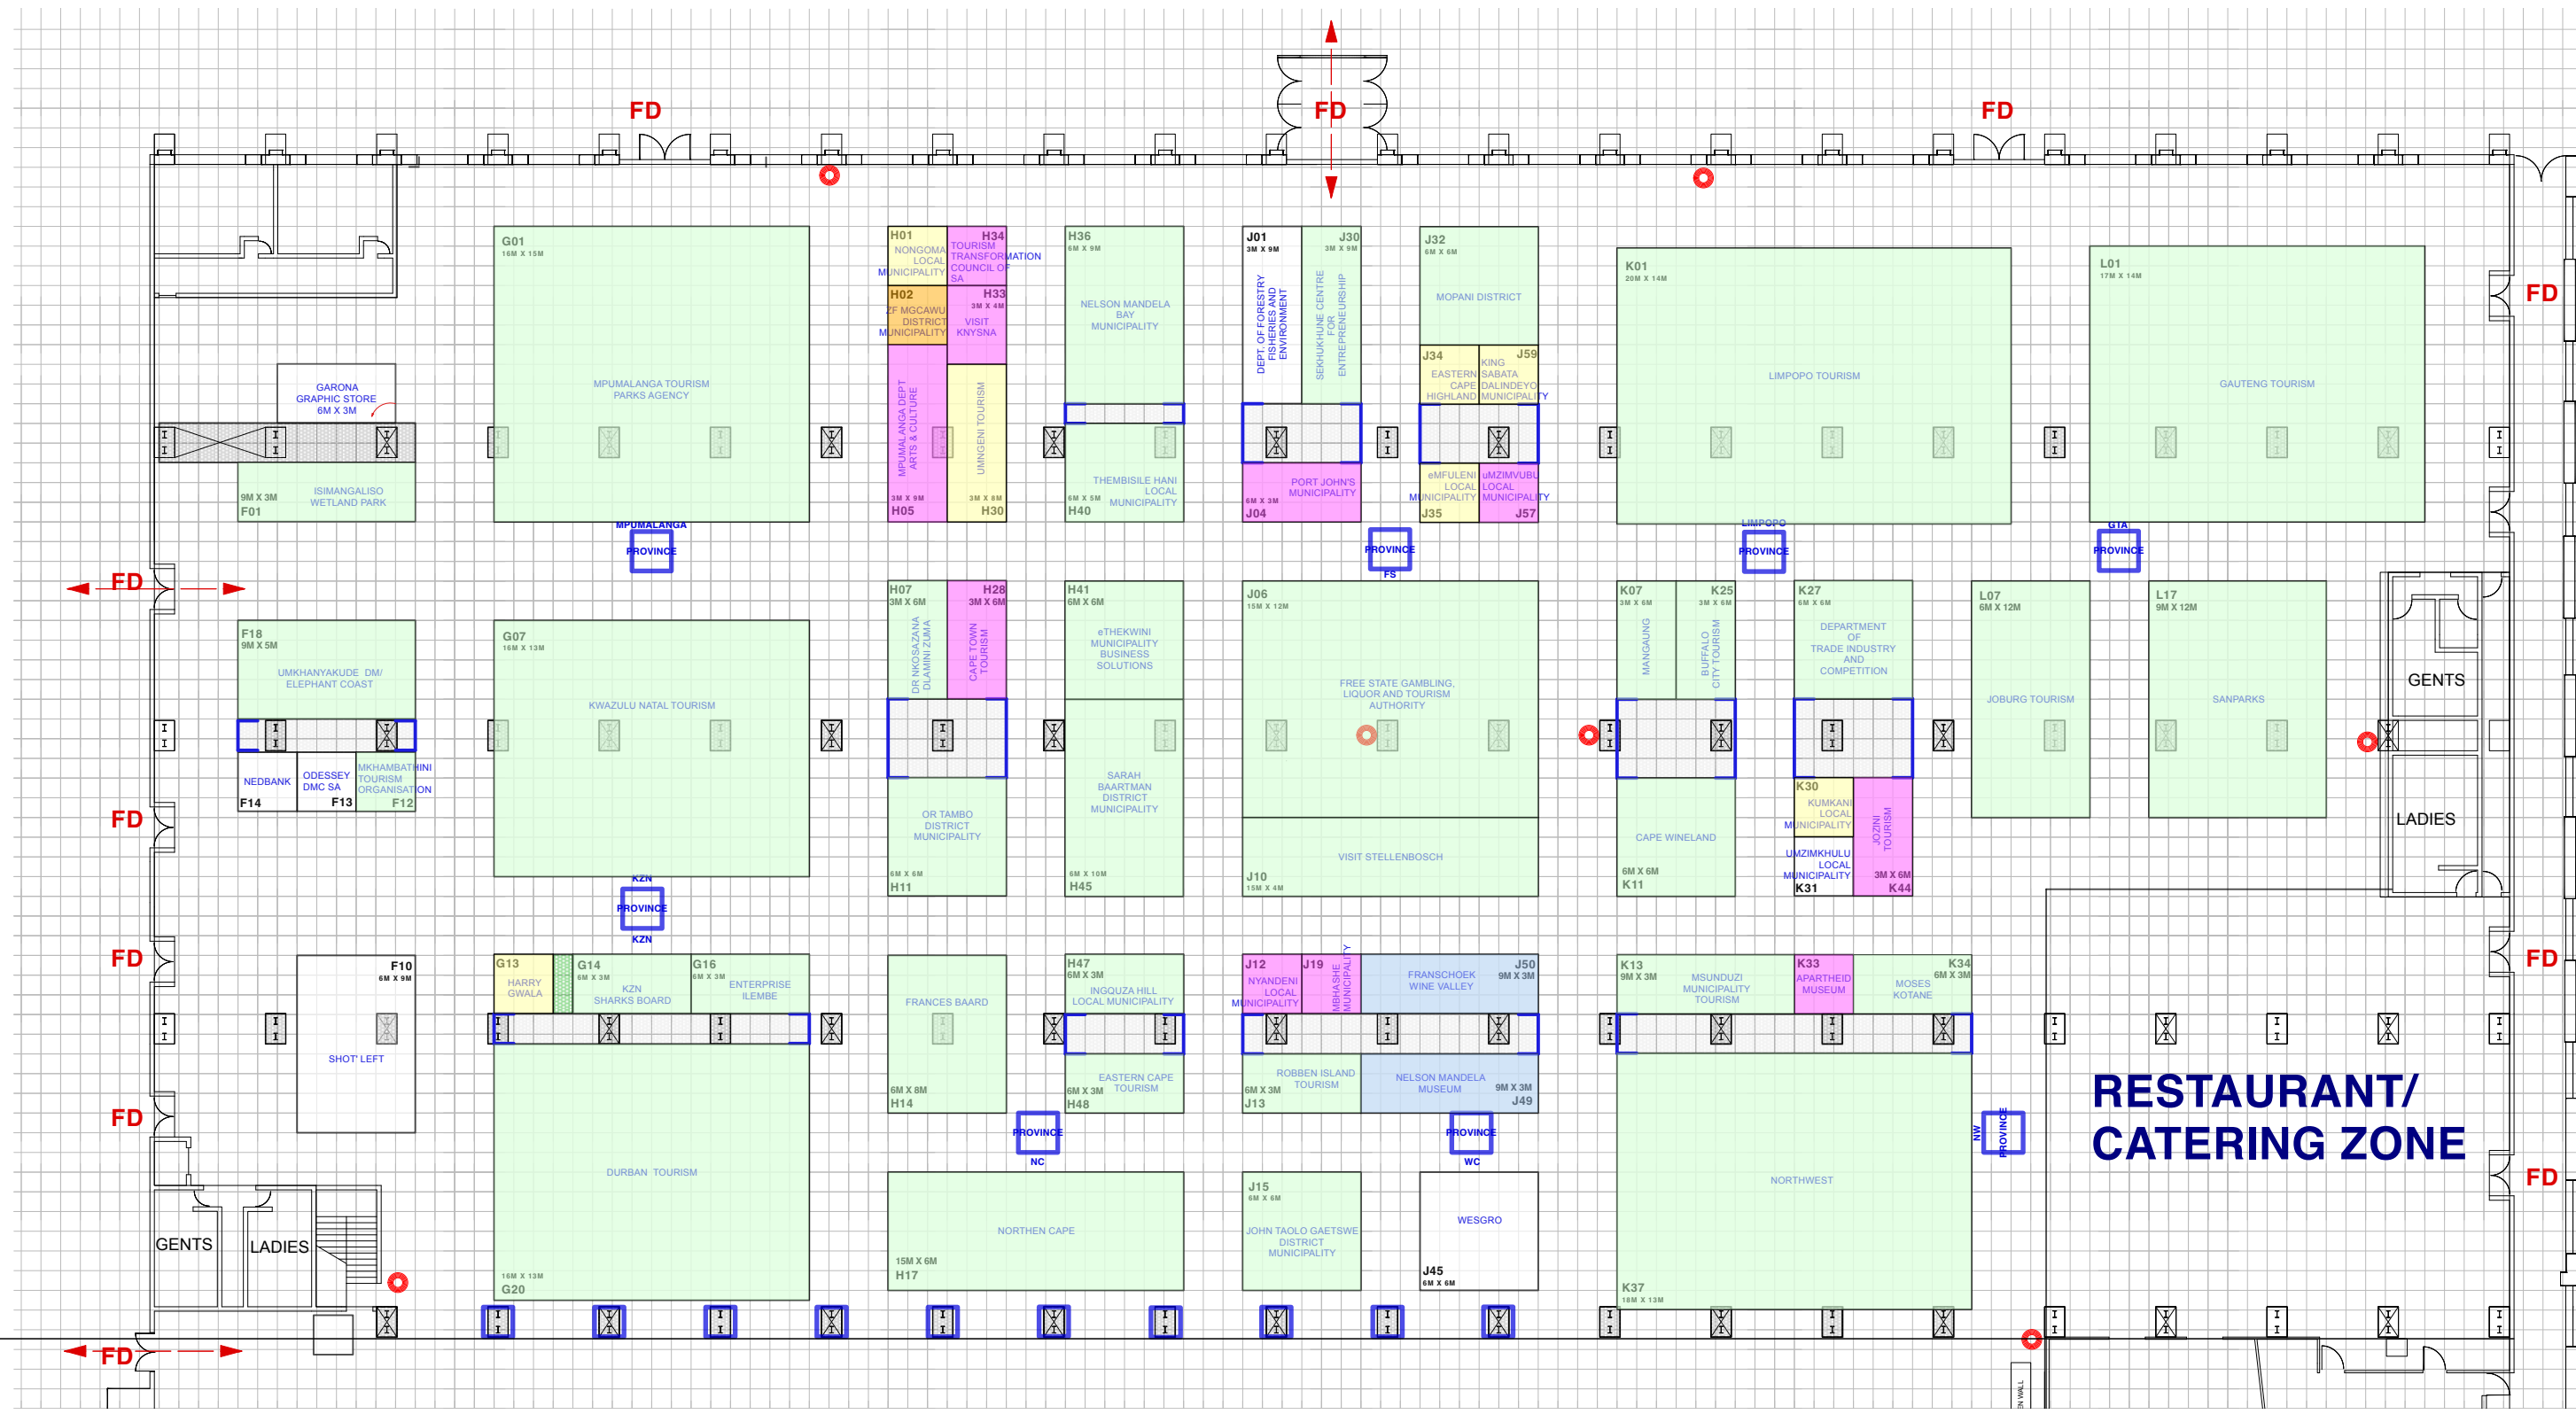 FD
FD
FD
G01
16M X 15M
MPUMALANGA TOURISM
PARKS AGENCY
H01
NONGOMA
LOCAL
MUNICIPALITY
H34
TOURISM
TRANSFORMATION
COUNCIL OF
SA
H02
ZF MGCAWU
DISTRICT
MUNICIPALITY
H33
3M X 4M
VISIT
KNYSNA
MPUMALANGA DEPT
ARTS & CULTURE
3M X 9M
H05
UMNGENI TOURISM
3M X 8M
H30
H36
6M X 9M
NELSON MANDELA
BAY
MUNICIPALITY
THEMBISILE HANI
LOCAL
MUNICIPALITY
6M X 5M
H40
J01
3M X 9M
DEPT. OF FORESTRY
FISHERIES AND
ENVIRONMENT
J30
3M X 9M
SEKHUKHUNE CENTRE
FOR
ENTREPRENEURSHIP
PORT JOHN'S
MUNICIPALITY
6M X 3M
J04
J32
6M X 6M
MOPANI DISTRICT
J34
EASTERN
CAPE
HIGHLAND
J59
KING
SABATA
DALINDEYO
MUNICIPALITY
eMFULENI
LOCAL
MUNICIPALITY
J35
uMZIMVUBU
LOCAL
MUNICIPALITY
J57
K01
20M X 14M
LIMPOPO TOURISM
L01
17M X 14M
GAUTENG TOURISM
FD
GARONA
GRAPHIC STORE
6M X 3M
9M X 3M
F01
ISIMANGALISO
WETLAND PARK
MPUMALANGA
PROVINCE
PROVINCE
FS
LIMPOPO
PROVINCE
GTA
PROVINCE
FD
F18
9M X 5M
UMKHANYAKUDE DM/
ELEPHANT COAST
NEDBANK
F14
ODESSEY
DMC SA
F13
MKHAMBATHINI
TOURISM
ORGANISATION
F12
G07
16M X 13M
KWAZULU NATAL TOURISM
H07
3M X 6M
DR NKOSAZANA
DLAMINI ZUMA
H28
3M X 6M
CAPE TOWN
TOURISM
OR TAMBO
DISTRICT
MUNICIPALITY
6M X 6M
H11
H41
6M X 6M
eTHEKWINI
MUNICIPALITY
BUSINESS
SOLUTIONS
SARAH
BAARTMAN
DISTRICT
MUNICIPALITY
6M X 10M
H45
J06
15M X 12M
FREE STATE GAMBLING,
LIQUOR AND TOURISM
AUTHORITY
VISIT STELLENBOSCH
J10
15M X 4M
K07
3M X 6M
MANGAUNG
K25
3M X 6M
BUFFALO
CITY TOURISM
CAPE WINELAND
6M X 6M
K11
K27
6M X 6M
DEPARTMENT
OF
TRADE INDUSTRY
AND
COMPETITION
K30
KUMKANI
LOCAL
MUNICIPALITY
UMZIMKHULU
LOCAL
MUNICIPALITY
K31
JOZINI
TOURISM
3M X 6M
K44
L07
6M X 12M
JOBURG TOURISM
L17
9M X 12M
SANPARKS
GENTS
LADIES
FD
KZN
PROVINCE
KZN
FD
F10
6M X 9M
SHOT' LEFT
G13
HARRY
GWALA
G14
6M X 3M
KZN
SHARKS BOARD
G16
6M X 3M
ENTERPRISE
ILEMBE
FRANCES BAARD
6M X 8M
H14
H47
6M X 3M
INGQUZA HILL
LOCAL MUNICIPALITY
EASTERN CAPE
TOURISM
6M X 3M
H48
J12
NYANDENI
LOCAL
MUNICIPALITY
J19
MBHASHE
MUNICIPALITY
FRANSCHOEK
WINE VALLEY
J50
9M X 3M
ROBBEN ISLAND
TOURISM
6M X 3M
J13
NELSON MANDELA
MUSEUM
9M X 3M
J49
K13
9M X 3M
MSUNDUZI
MUNICIPALITY
TOURISM
K33
APARTHEID
MUSEUM
K34
6M X 3M
MOSES
KOTANE
FD
FD
DURBAN TOURISM
16M X 13M
G20
PROVINCE
NC
PROVINCE
WC
NW
PROVINCE
NORTHEN CAPE
15M X 6M
H17
J15
6M X 6M
JOHN TAOLO GAETSWE
DISTRICT
MUNICIPALITY
WESGRO
J45
6M X 6M
NORTHWEST
K37
18M X 13M
RESTAURANT/
CATERING ZONE
FD
GENTS
LADIES
FD